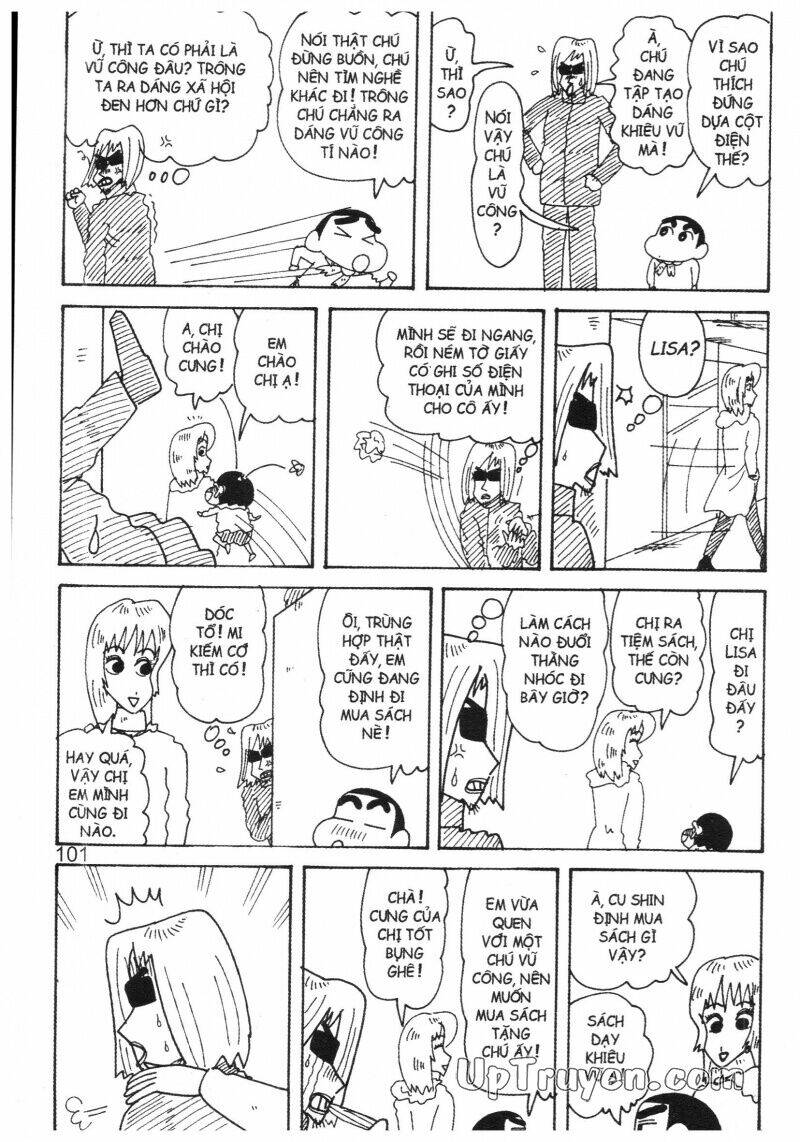 VÌ SAO
CHÚ
THÍCH
ĐỨNG
DỰA CỘT
ĐIỆN
THẾ?
À,
CHÚ
ĐANG
TẬP TẠO
DÁNG
KHIÊU VŨ
MÀ!
Ừ,
THÌ
SAO
?
NÓI
VẬY
CHÚ
LÀ
VŨ
CÔNG
?
NÓI THẬT CHÚ
ĐỪNG BUỒN, CHÚ
NÊN TÌM NGHỀ
KHÁC ĐI! TRÔNG
CHÚ CHẲNG RA
DÁNG VŨ CÔNG
TÍ NÀO!
Ừ, THÌ TA CÓ PHẢI LÀ
VŨ CÔNG ĐÂU? TRÔNG
TA RA DÁNG XÃ HỘI
ĐEN HƠN CHỨ GÌ?
LISA?
MÌNH SẼ ĐI NGANG,
RỒI NÉM TỜ GIẤY
CÓ GHI SỐ ĐIỆN
THOẠI CỦA MÌNH
CHO CÔ ẤY!
EM
CHÀO
CHỊ Ạ!
A, CHỊ
CHÀO
CƯNG!
CHỊ
LISA
ĐI
ĐÂU
ĐẤY
?
CHỊ RA
TIỆM SÁCH,
THẾ CÒN
CƯNG?
LÀM CÁCH
NÀO ĐUỔI
THẰNG
NHÓC ĐI
BÂY GIỜ?
ÔI, TRÙNG
HỢP THẬT
ĐẤY, EM
CŨNG ĐANG
ĐỊNH ĐI
MUA SÁCH
NÈ!
DÓC
TỔ! MI
KIẾM CỚ
THÌ CÓ!
HAY QUÁ,
VẬY CHỊ
EM MÌNH
CÙNG ĐI
NÀO.
101
À, CU SHIN
ĐỊNH MUA
SÁCH GÌ
VẬY?
SÁCH
DẠY
KHIÊU
EM VỪA
QUEN
VỚI MỘT
CHÚ VŨ
CÔNG, NÊN
MUỐN
MUA SÁCH
TẶNG
CHÚ ẤY!
CHÀ!
CƯNG CỦA
CHỊ TỐT
BỤNG
GHÊ!
UpTruyen.com